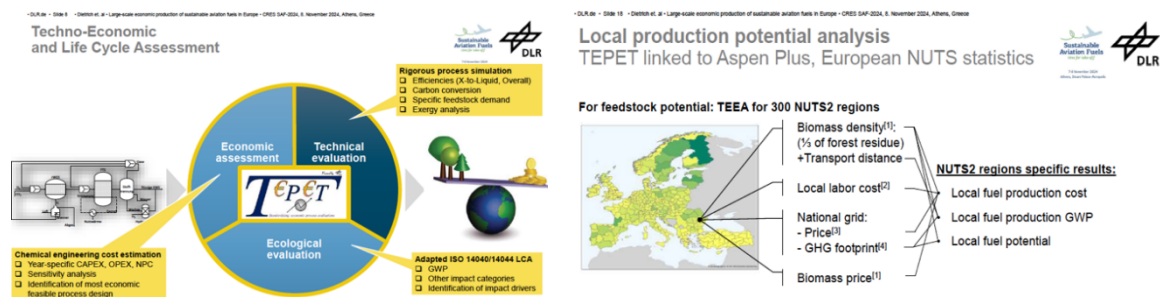 • DLR.de • Slide 8 • Dietrich et. al • Large-scale economic production of sustainable aviation fuels in Europe • CRES SAF-2024, 8. November 2024, Athens, Greece
Techno-Economic
and Life Cycle Assessment
Sustainable
Aviation Fuels
DLR
Rigorous process simulation
❑ Efficiencies (X-to-Liquid, Overall)
❑ Carbon conversion
❑ Specific feedstock demand
❑ Exergy analysis
Economic
assessment
Technical
evaluation
TEPET
Ecological
evaluation
Chemical engineering cost estimation
❑ Year-specific CAPEX, OPEX, NPC
❑ Sensitivity analysis
❑ Identification of most economic
feasible process design
Adapted ISO 14040/14044 LCA
❑ GWP
❑ Other impact categories
❑ Identification of impact drivers
• DLR.de • Slide 18 • Dietrich et. al • Large-scale economic production of sustainable aviation fuels in Europe • CRES SAF-2024, 8. November 2024, Athens, Greece
Local production potential analysis
TEPET linked to Aspen Plus, European NUTS statistics
Sustainable
Aviation Fuels
DLR
For feedstock potential: TEEA for 300 NUTS2 regions
Biomass density[1]:
(⅓ of forest residue)
+Transport distance
Local labor cost[2]
National grid:
- Price[3]
- GHG footprint[4]
Biomass price[1]
NUTS2 regions specific results:
Local fuel production cost
Local fuel production GWP
Local fuel potential